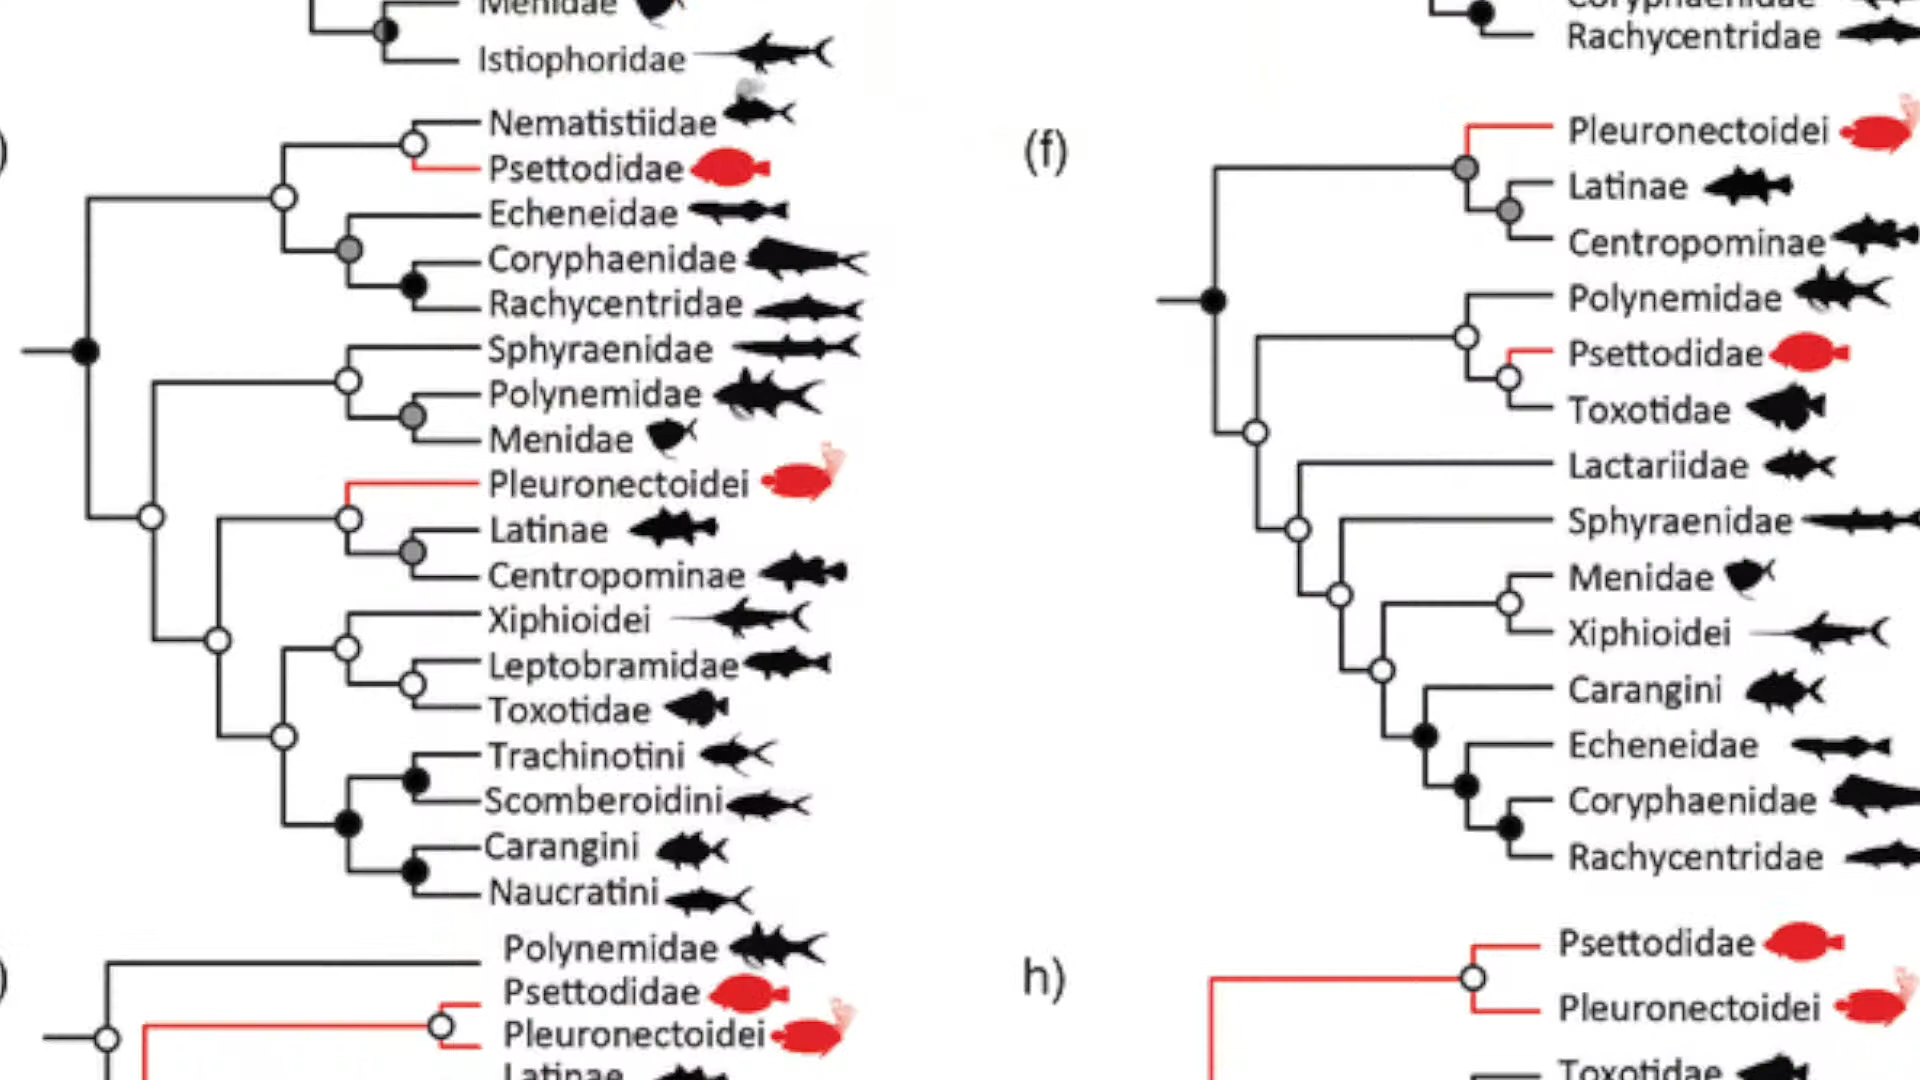 Menidae
Istiophoridae
)
Nematistiidae
Psettodidae
Echeneidae
Coryphaenidae
Rachycentridae
Sphyraenidae
Polynemidae
Menidae
Pleuronectoidei
Latinae
Centropominae
Xiphioidei
Leptobramidae
Toxotidae
Trachinotini
Scomberoidini
Carangini
Naucratini
)
Polynemidae
Psettodidae
Pleuronectoidei
Latinae
Coryphaenidae
Rachycentridae
(f)
Pleuronectoidei
Latinae
Centropominae
Polynemidae
Psettodidae
Toxotidae
Lactariidae
Sphyraenidae
Menidae
Xiphioidei
Carangini
Echeneidae
Coryphaenidae
Rachycentridae
h)
Psettodidae
Pleuronectoidei
Toxotidae